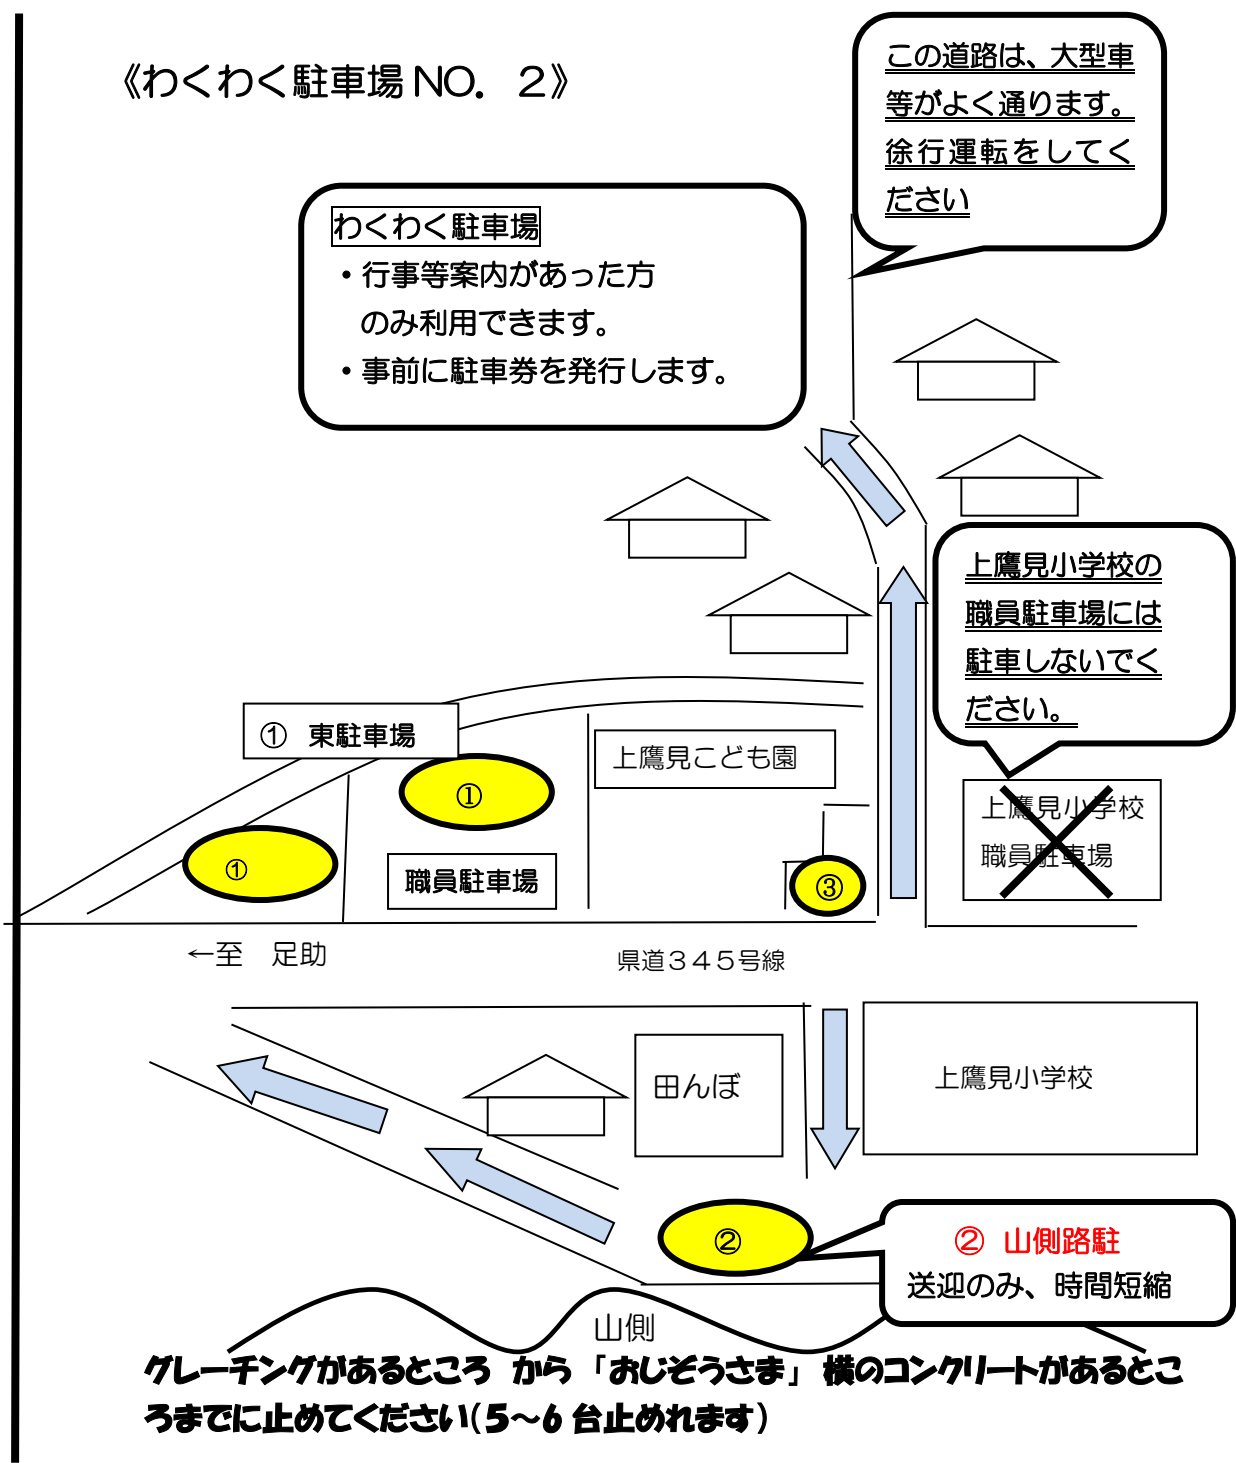 《わくわく駐車場NO．２》
この道路は、大型車
等がよく通ります。
徐行運転をしてく
ださい
わくわく駐車場
・行事等案内があった方
のみ利用できます。
・事前に駐車券を発行します。
上鷹見小学校の
職員駐車場には
駐車しないでく
ださい。
① 東駐車場
上鷹見こども園
①
①
職員駐車場
③
上鷹見小学校
職員駐車場
←至　足助
県道３４５号線
田んぼ
上鷹見小学校
②
② 山側路駐
送迎のみ、時間短縮
山側
グレーチングがあるところ　から　「おじぞうさま」　横のコンクリートがあるとこ
ろまでに止めてください（５～６台止めれます）